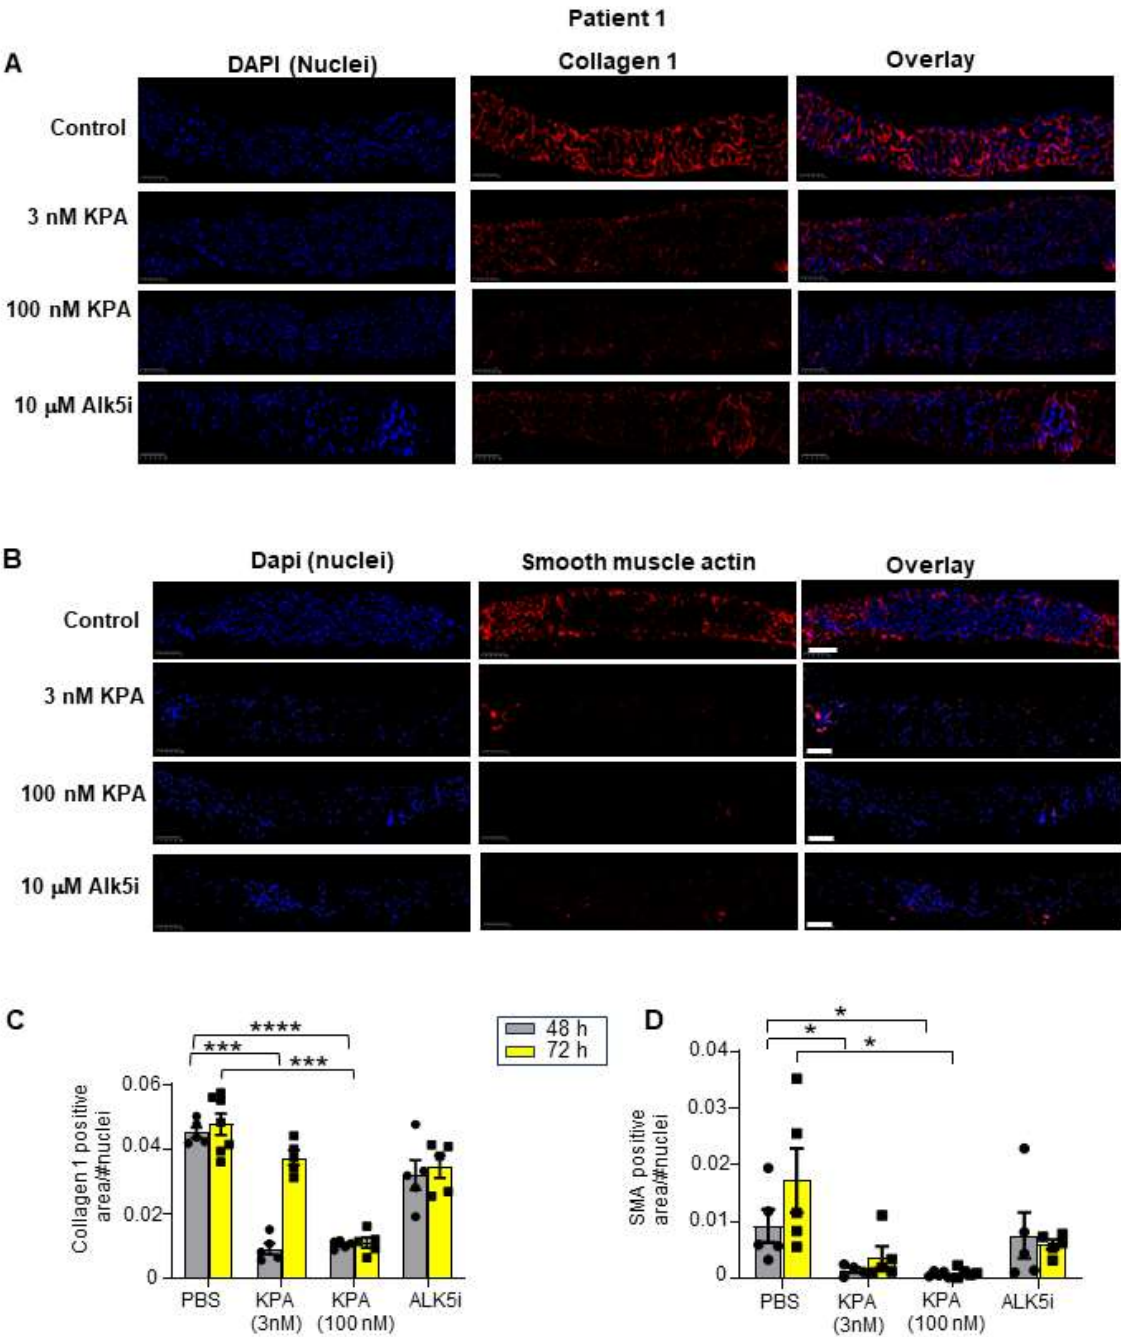 Patient 1
A
DAPI (Nuclei)
Collagen 1
Overlay
Control
3 nM KPA
100 nM KPA
10 μM Alk5i
B
Dapi (nuclei)
Smooth muscle actin
Overlay
Control
3 nM KPA
100 nM KPA
10 μM Alk5i
C
****
***
***
48 h
72 h
D
*
*
*
Collagen 1 positive
area/#nuclei
0.06
0.04
0.02
0
PBS
KPA
(3nM)
KPA
(100 nM)
ALK5i
SMA positive
area/#nuclei
0.04
0.03
0.02
0.01
0
PBS
KPA
(3nM)
KPA
(100 nM)
ALK5i